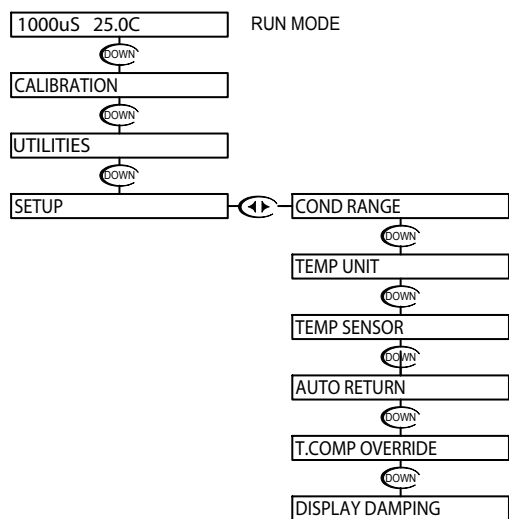 1000uS 25.0C RUN MODE
DOWN
CALIBRATION
DOWN
UTILITIES
DOWN
SETUP COND RANGE
DOWN
TEMP UNIT
DOWN
TEMP SENSOR
DOWN
AUTO RETURN
DOWN
T.COMP OVERRIDE
DOWN
DISPLAY DAMPING